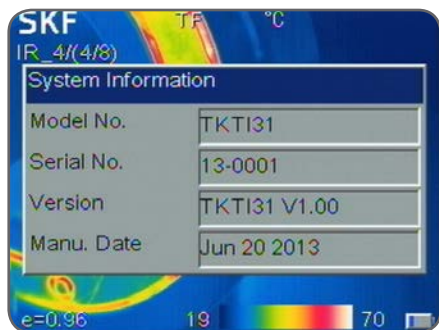 SKF TF °C
IR_4/(4/8)
System Information
Model No. TKTI31
Serial No. 13-0001
Version TKTI31 V1.00
Manu. Date Jun 20 2013
e=0.96 19 70